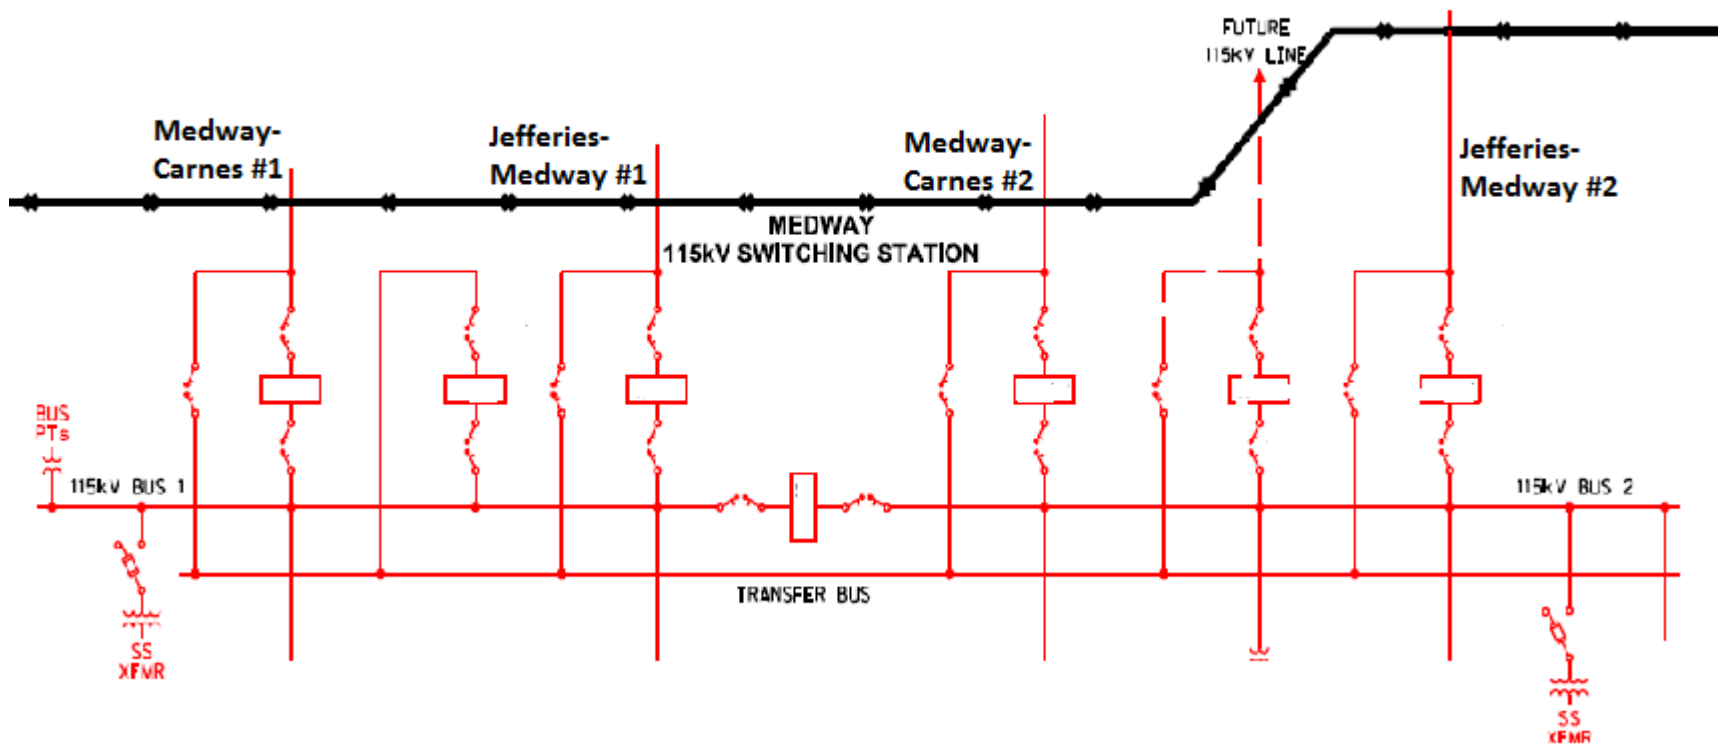 FUTURE
115kV LINE
Medway-
Carnes #1
Jefferies-
Medway #1
Medway-
Carnes #2
Jefferies-
Medway #2
MEDWAY
115kV SWITCHING STATION
BUS
PTs
115kV BUS 1
115kV BUS 2
TRANSFER BUS
SS
XFMR
SS
XFMR